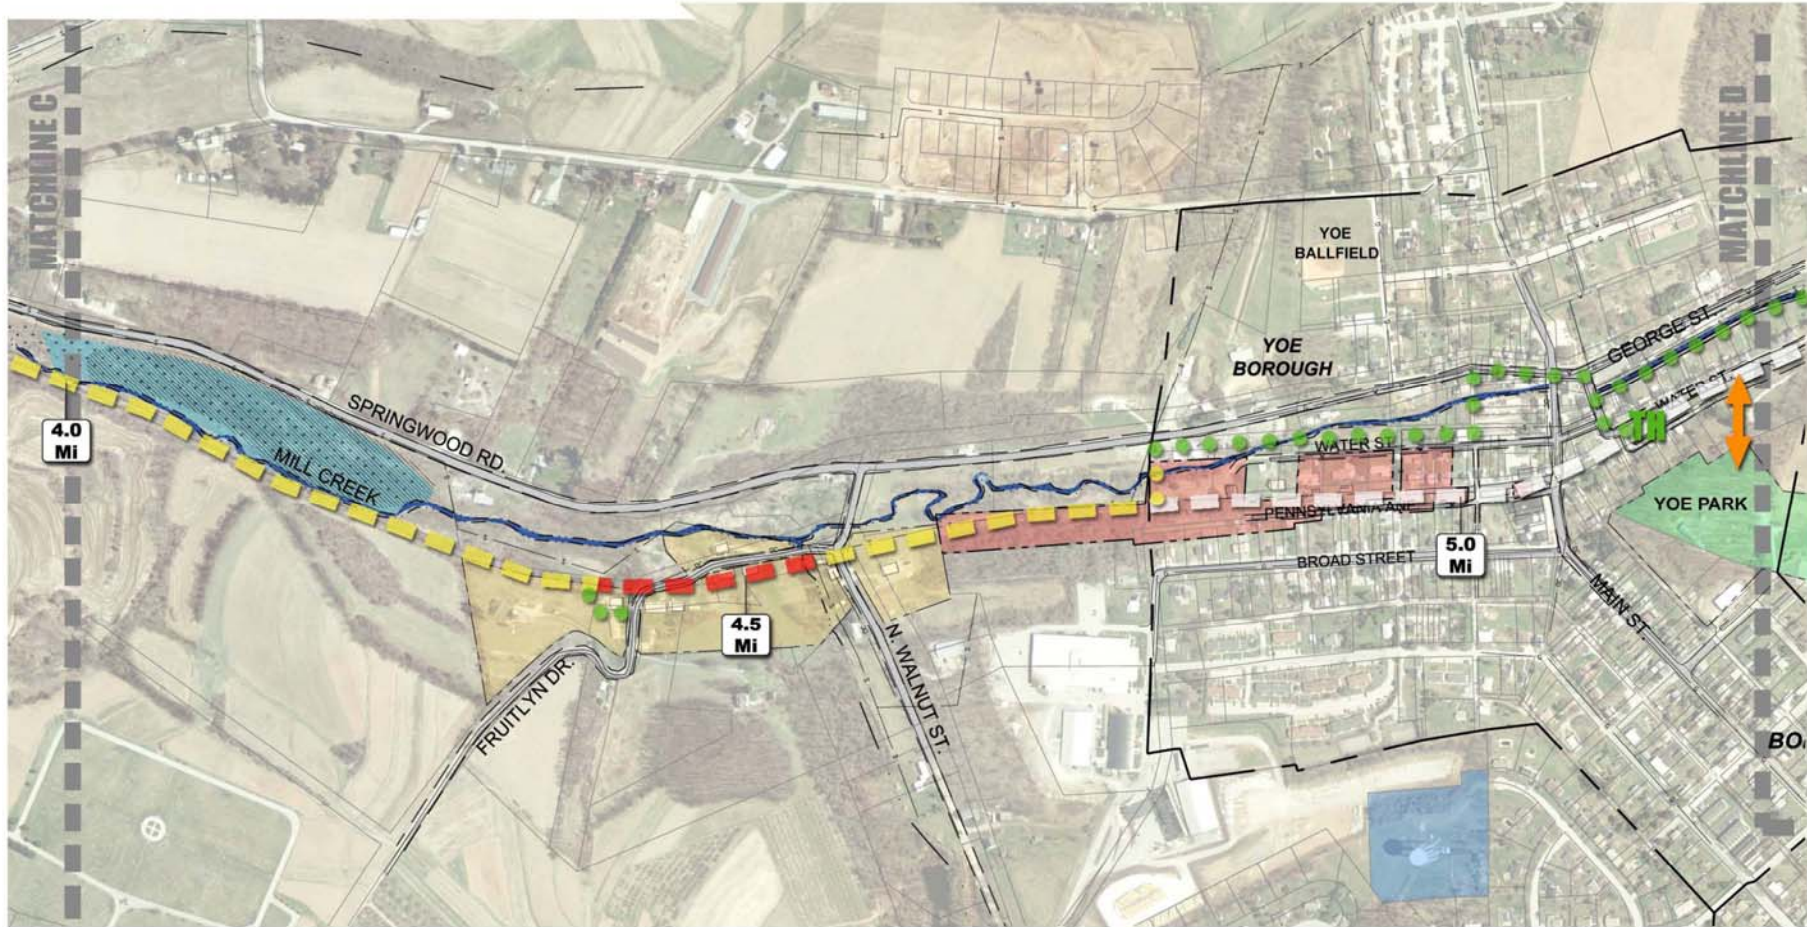 MATCHLINE C
MATCHLINE D
YOE
BALLFIELD
YOE
BOROUGH
GEORGE ST.
WATER ST.
TH
SPRINGWOOD RD.
4.0
Mi
MILL CREEK
WATER ST
PENNSYLVANIA AVE
YOE PARK
BROAD STREET
5.0
Mi
MAIN ST.
4.5
Mi
N. WALNUT ST.
FRUITLYN DR.